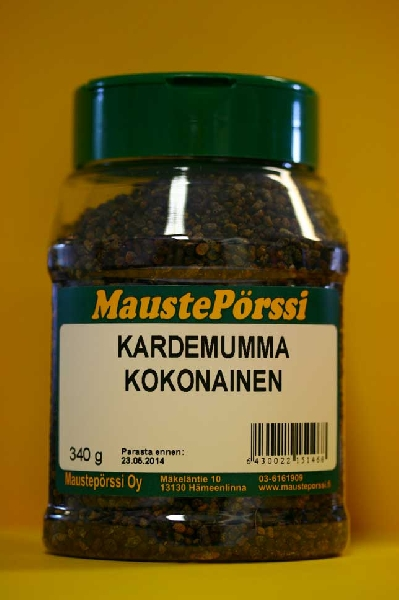 MaustePörssi
KARDEMUMMA
KOKONAINEN
340 g
Parasta ennen:
23.05.2014
Maustepörssi Oy
Mäkeläntie 10
13130 Hämeenlinna
03-6161909
www.mausteporssi.fi